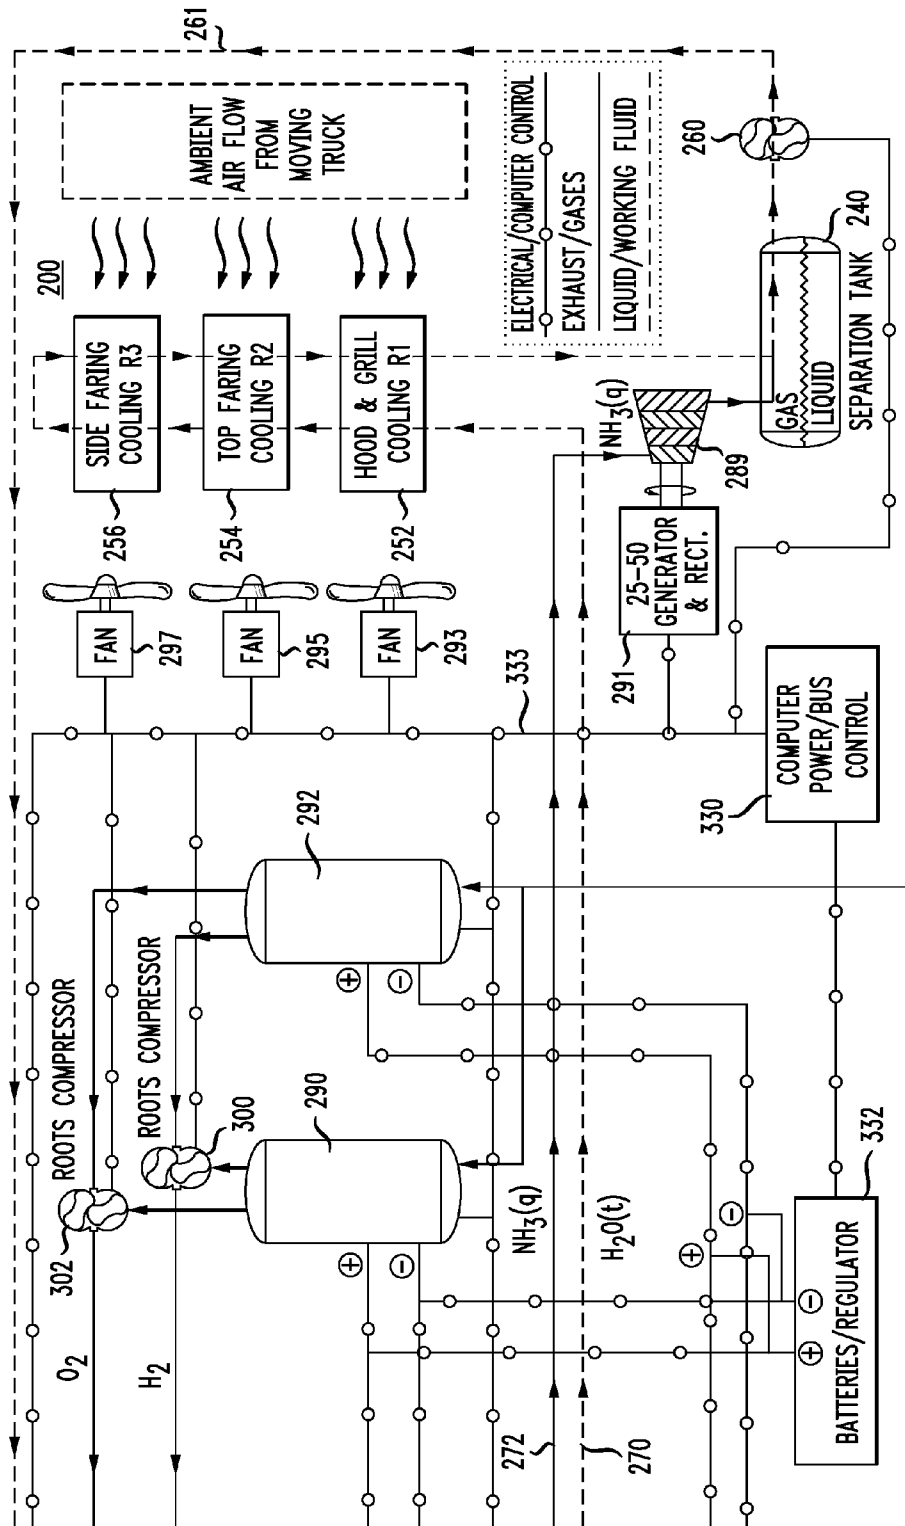 200
261
AMBIENT
AIR FLOW
FROM
MOVING
TRUCK
SIDE FARING
COOLING R3
256
TOP FARING
COOLING R2
254
HOOD & GRILL
COOLING R1
252
ELECTRICAL/COMPUTER CONTROL
EXHAUST/GASES
LIQUID/WORKING FLUID
260
240
GAS
LIQUID
SEPARATION TANK
NH3(q)
289
25-50
GENERATOR
& RECT.
291
FAN
297
FAN
295
FAN
293
333
COMPUTER
POWER/BUS
CONTROL
330
292
+
-
ROOTS COMPRESSOR
302
ROOTS COMPRESSOR
300
290
+
-
O2
H2
NH3(q)
H2O(t)
272
270
+
-
+
-
BATTERIES/REGULATOR
332